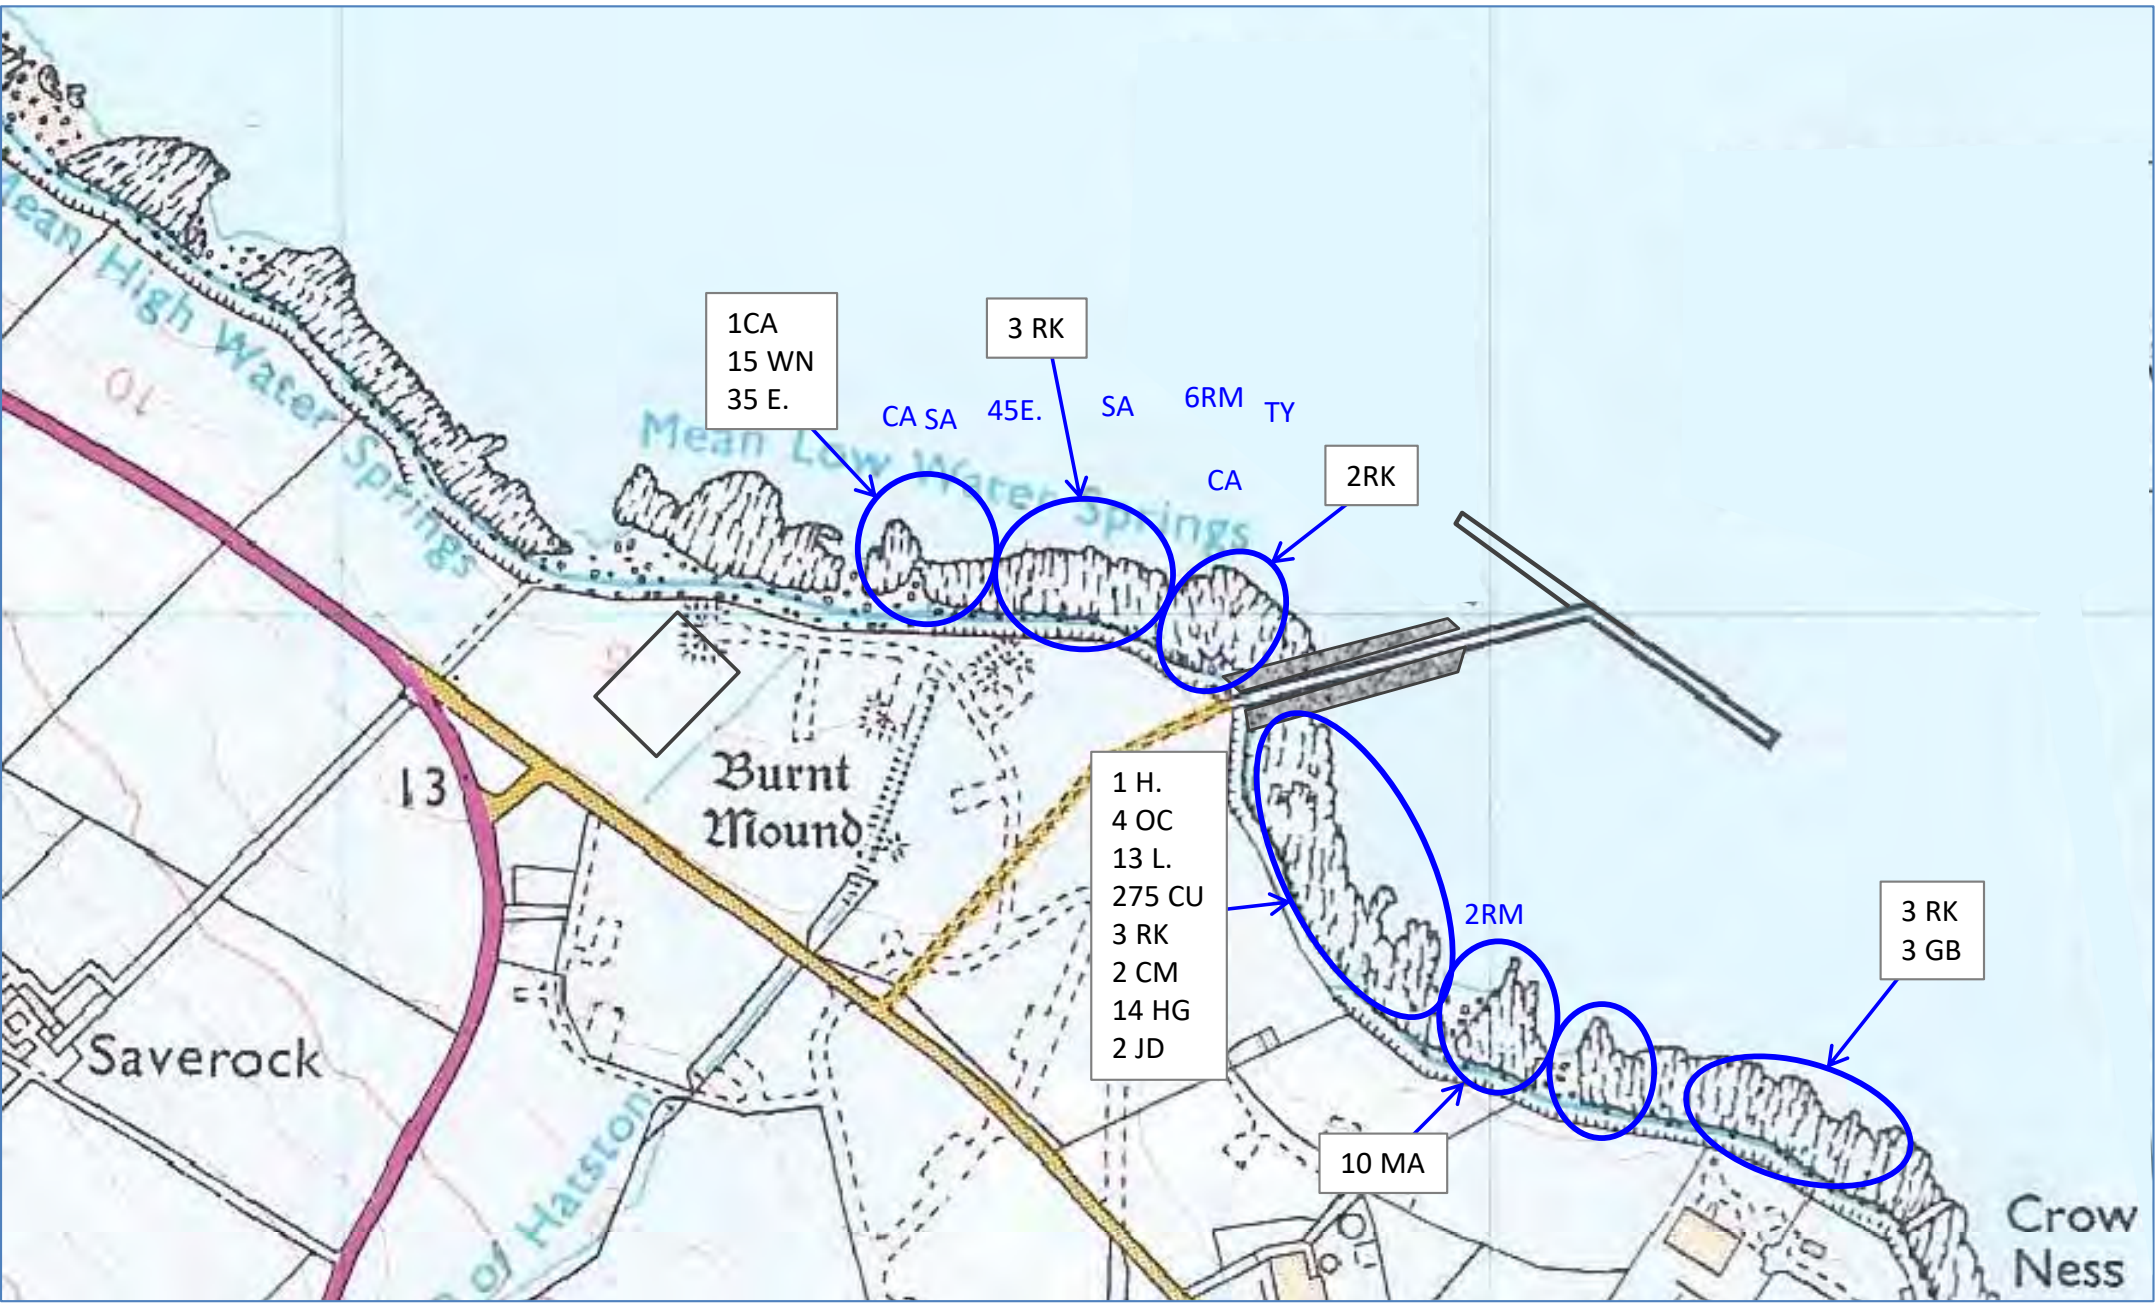 Mean High Water Springs
10
1CA
15 WN
35 E.
3 RK
CA SA
45E.
SA
6RM
TY
CA
Mean Low Water Springs
2RK
13
Burnt
Mound
1 H.
4 OC
13 L.
275 CU
3 RK
2 CM
14 HG
2 JD
2RM
3 RK
3 GB
10 MA
Saverock
of Hatston
Crow
Ness